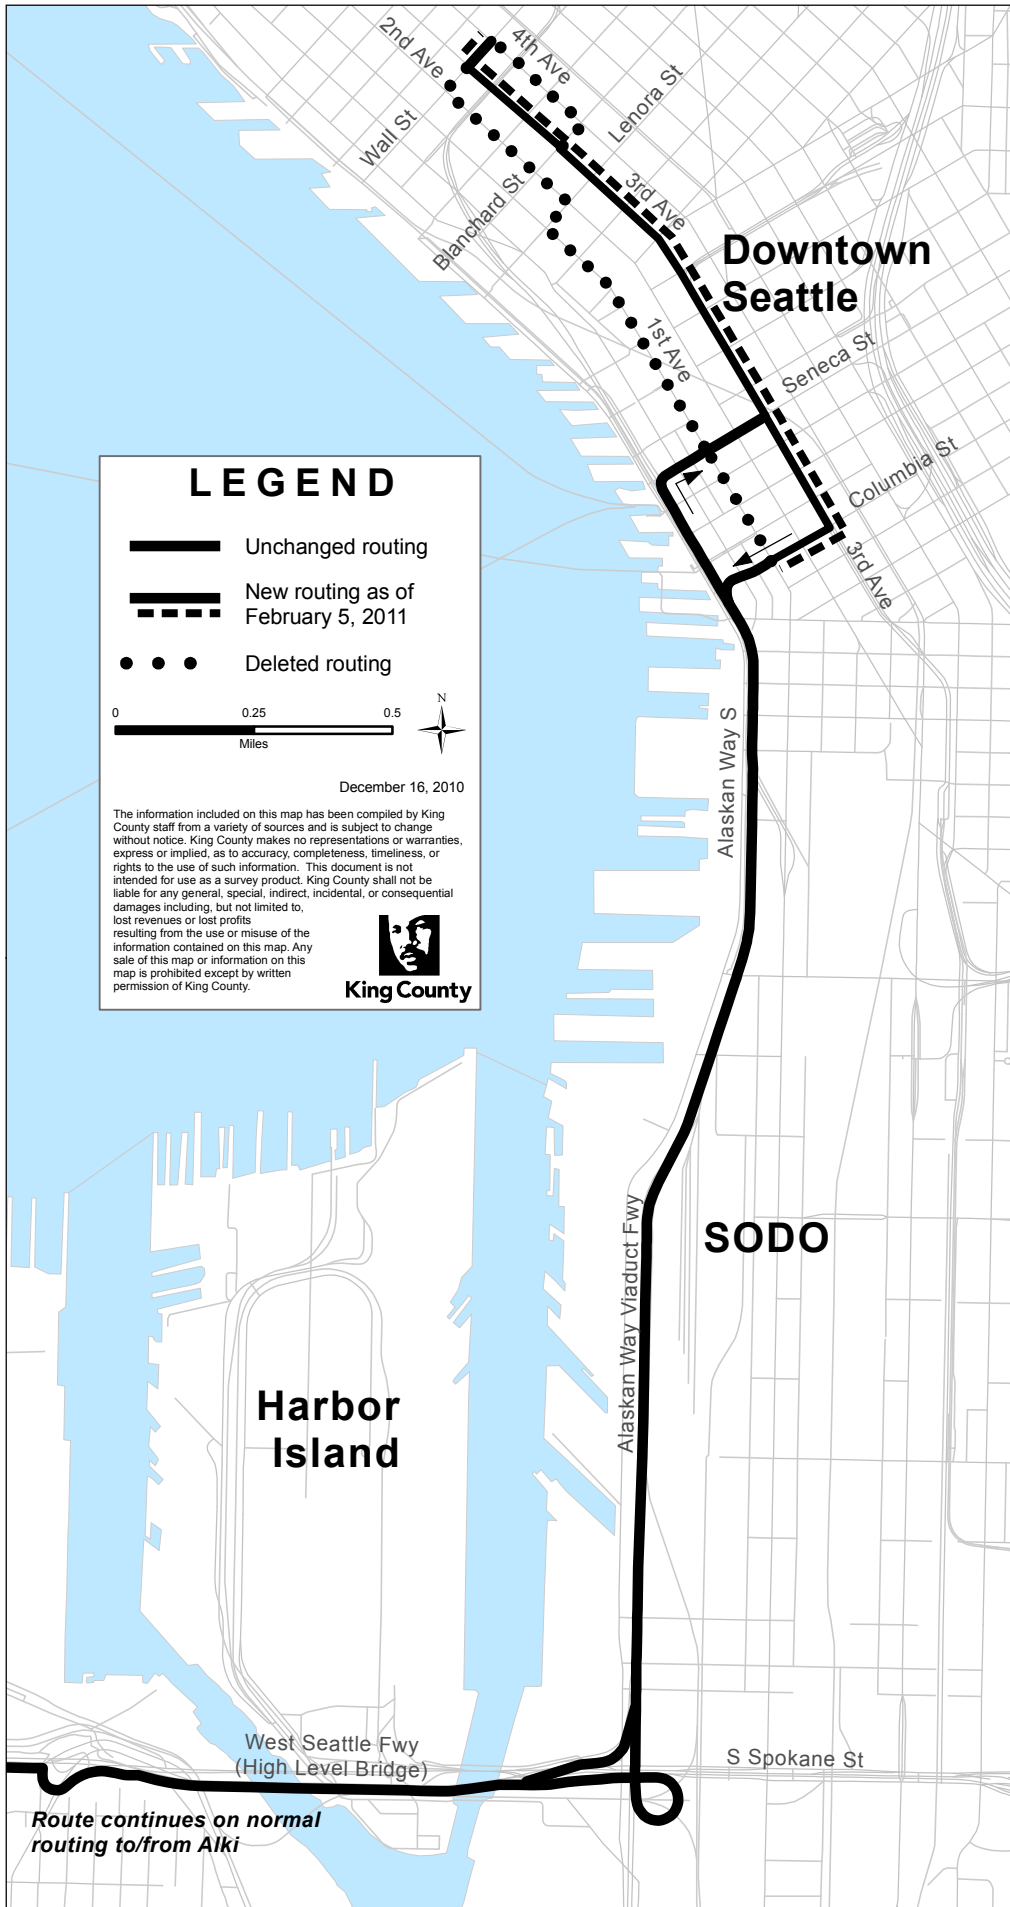 2nd Ave
4th Ave
Wall St
Lenora St
Blanchard St
3rd Ave
Downtown
Seattle
1st Ave
Seneca St
Columbia St
3rd Ave
LEGEND
Unchanged routing
New routing as of
February 5, 2011
Deleted routing
0 0.25 0.5
Miles
N
December 16, 2010
The information included on this map has been compiled by King
County staff from a variety of sources and is subject to change
without notice. King County makes no representations or warranties,
express or implied, as to accuracy, completeness, timeliness, or
rights to the use of such information. This document is not
intended for use as a survey product. King County shall not be
liable for any general, special, indirect, incidental, or consequential
damages including, but not limited to,
lost revenues or lost profits
resulting from the use or misuse of the
information contained on this map. Any
sale of this map or information on this
map is prohibited except by written
permission of King County.
King County
Alaskan Way S
Alaskan Way Viaduct Fwy
SODO
Harbor
Island
West Seattle Fwy
(High Level Bridge)
S Spokane St
Route continues on normal
routing to/from Alki